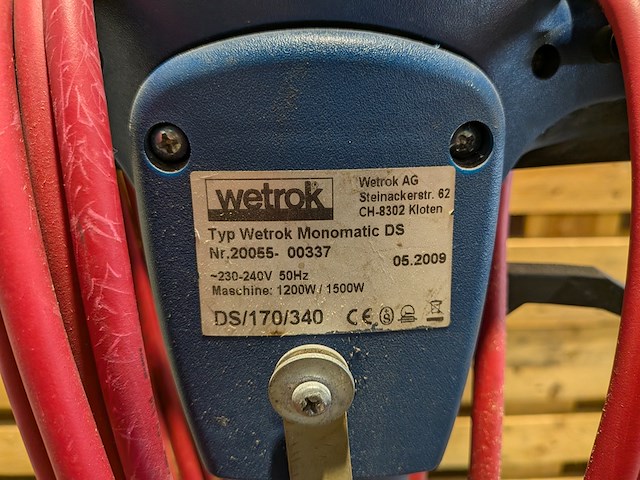 wetrok
Wetrok AG
Steinackerstr. 62
CH-8302 Kloten
Typ Wetrok Monomatic DS
Nr.20055- 00337
05.2009
~230-240V 50Hz
Maschine: 1200W / 1500W
DS/170/340 CE S